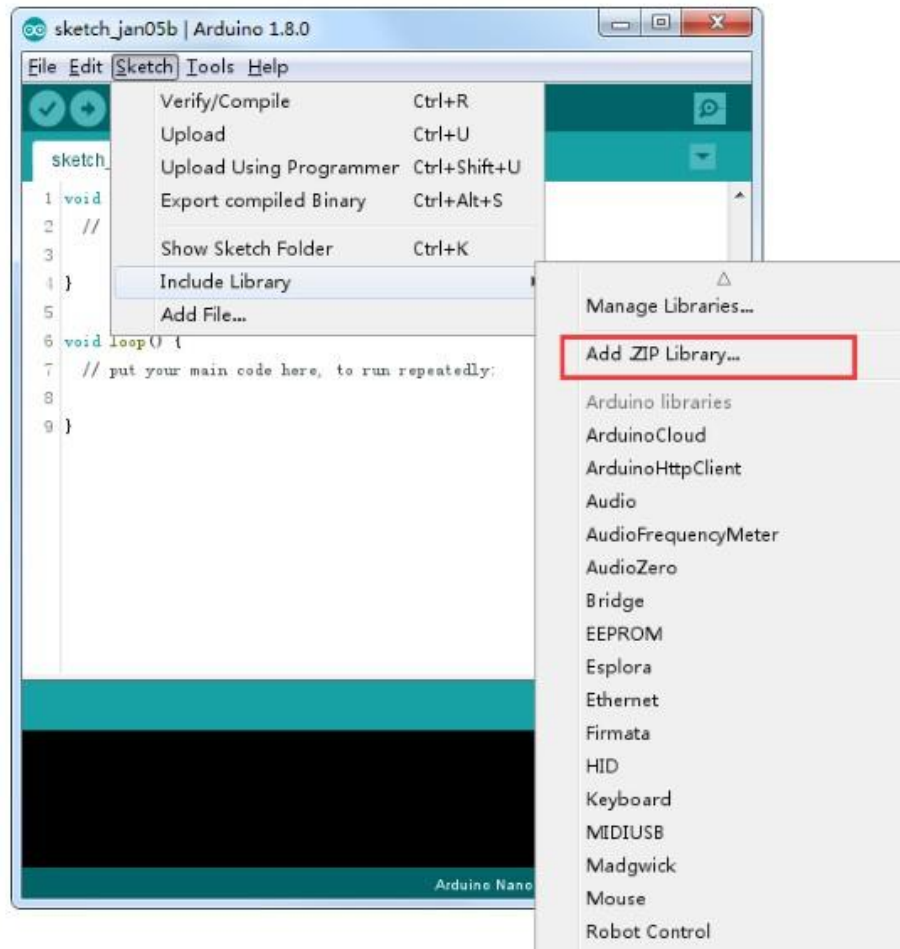 sketch_jan05b | Arduino 1.8.0
File Edit Sketch Tools Help
Verify/Compile Ctrl+R
Upload Ctrl+U
Upload Using Programmer Ctrl+Shift+U
Export compiled Binary Ctrl+Alt+S
Show Sketch Folder Ctrl+K
Include Library
Add File...
sketch_
1 void
2 //
3
4 }
5
6 void loop() {
7 // put your main code here, to run repeatedly:
8
9 }
Manage Libraries...
Add .ZIP Library...
Arduino libraries
ArduinoCloud
ArduinoHttpClient
Audio
AudioFrequencyMeter
AudioZero
Bridge
EEPROM
Esplora
Ethernet
Firmata
HID
Keyboard
MIDIUSB
Madgwick
Mouse
Robot Control
Arduino Nano